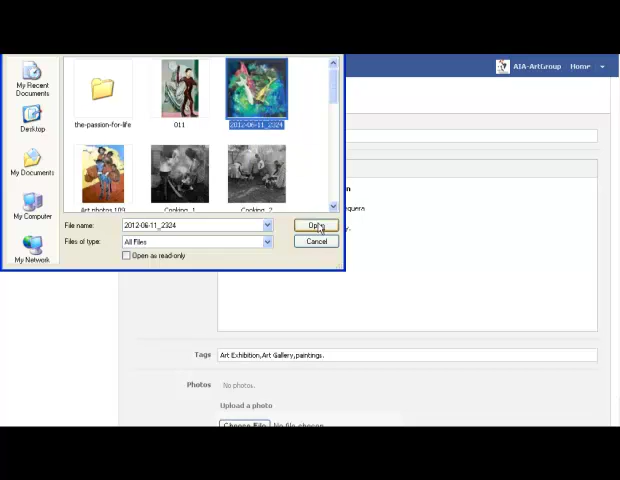 My Recent
Documents
Desktop
My Documents
My Computer
My Network
the-passion-for-life
011
2012-06-11_2324
Art photos 109
Cooking_1
Cooking_2
File name:
2012-06-11_2324
Open
Files of type:
All Files
Cancel
Open as read-only
AIA-ArtGroup
Home
Tags
Art Exhibition,Art Gallery,paintings.
Photos
No photos.
Upload a photo
Choose File
No file chosen